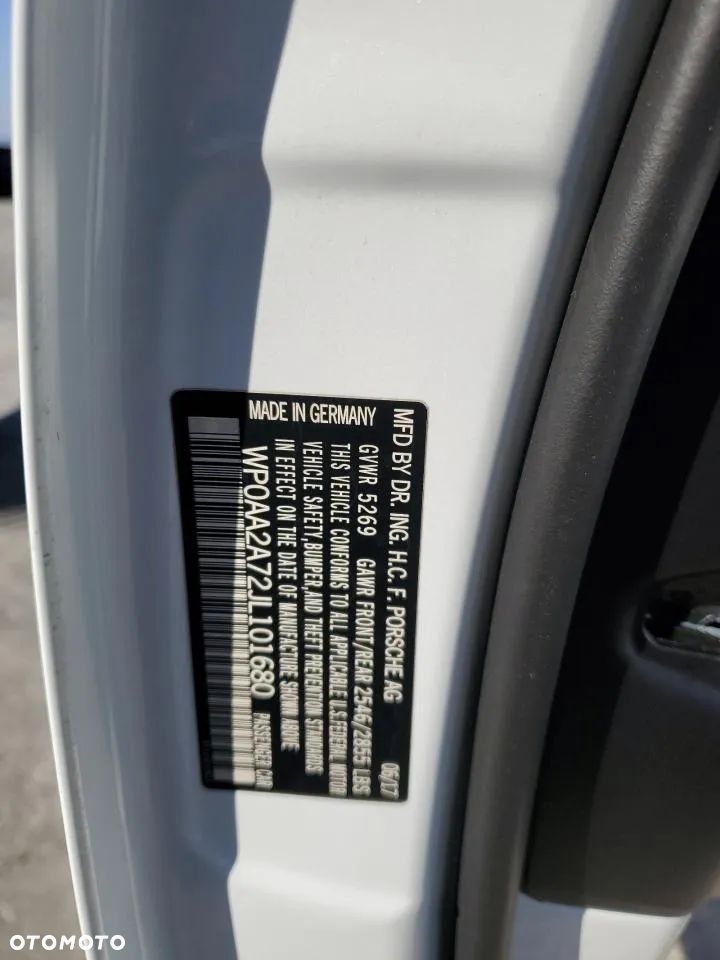 MFD BY DR. ING. H.C. F. PORSCHE AG 05/17
GVWR 5269 GAWR FRONT/REAR 2546/2855 LBS
THIS VEHICLE CONFORMS TO ALL APPLICABLE U.S. FEDERAL MOTOR
VEHICLE SAFETY, BUMPER, AND THEFT PREVENTION STANDARDS
IN EFFECT ON THE DATE OF MANUFACTURE SHOWN ABOVE
WP0AA2A72JL101680 PASSENGER CAR
MADE IN GERMANY
OTOMOTO